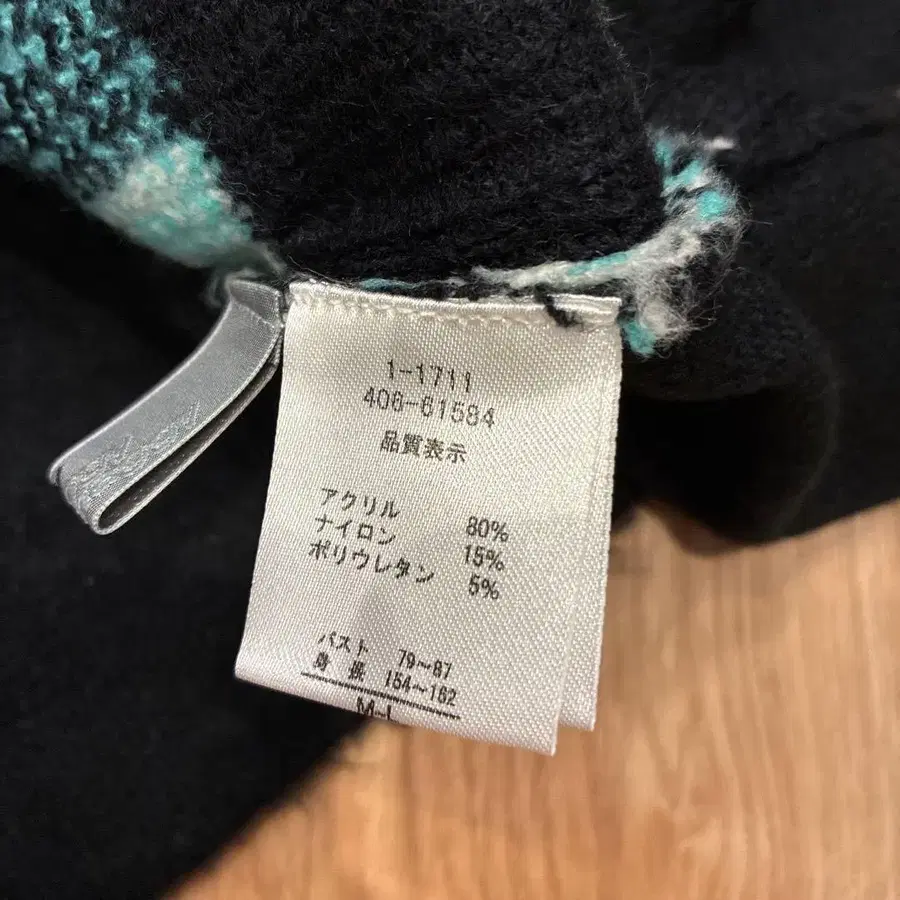 1-1711
406-61584
品質表示
アクリル 80%
ナイロン 15%
ポリウレタン 5%
バスト 79～87
身 長 154～162
M-L